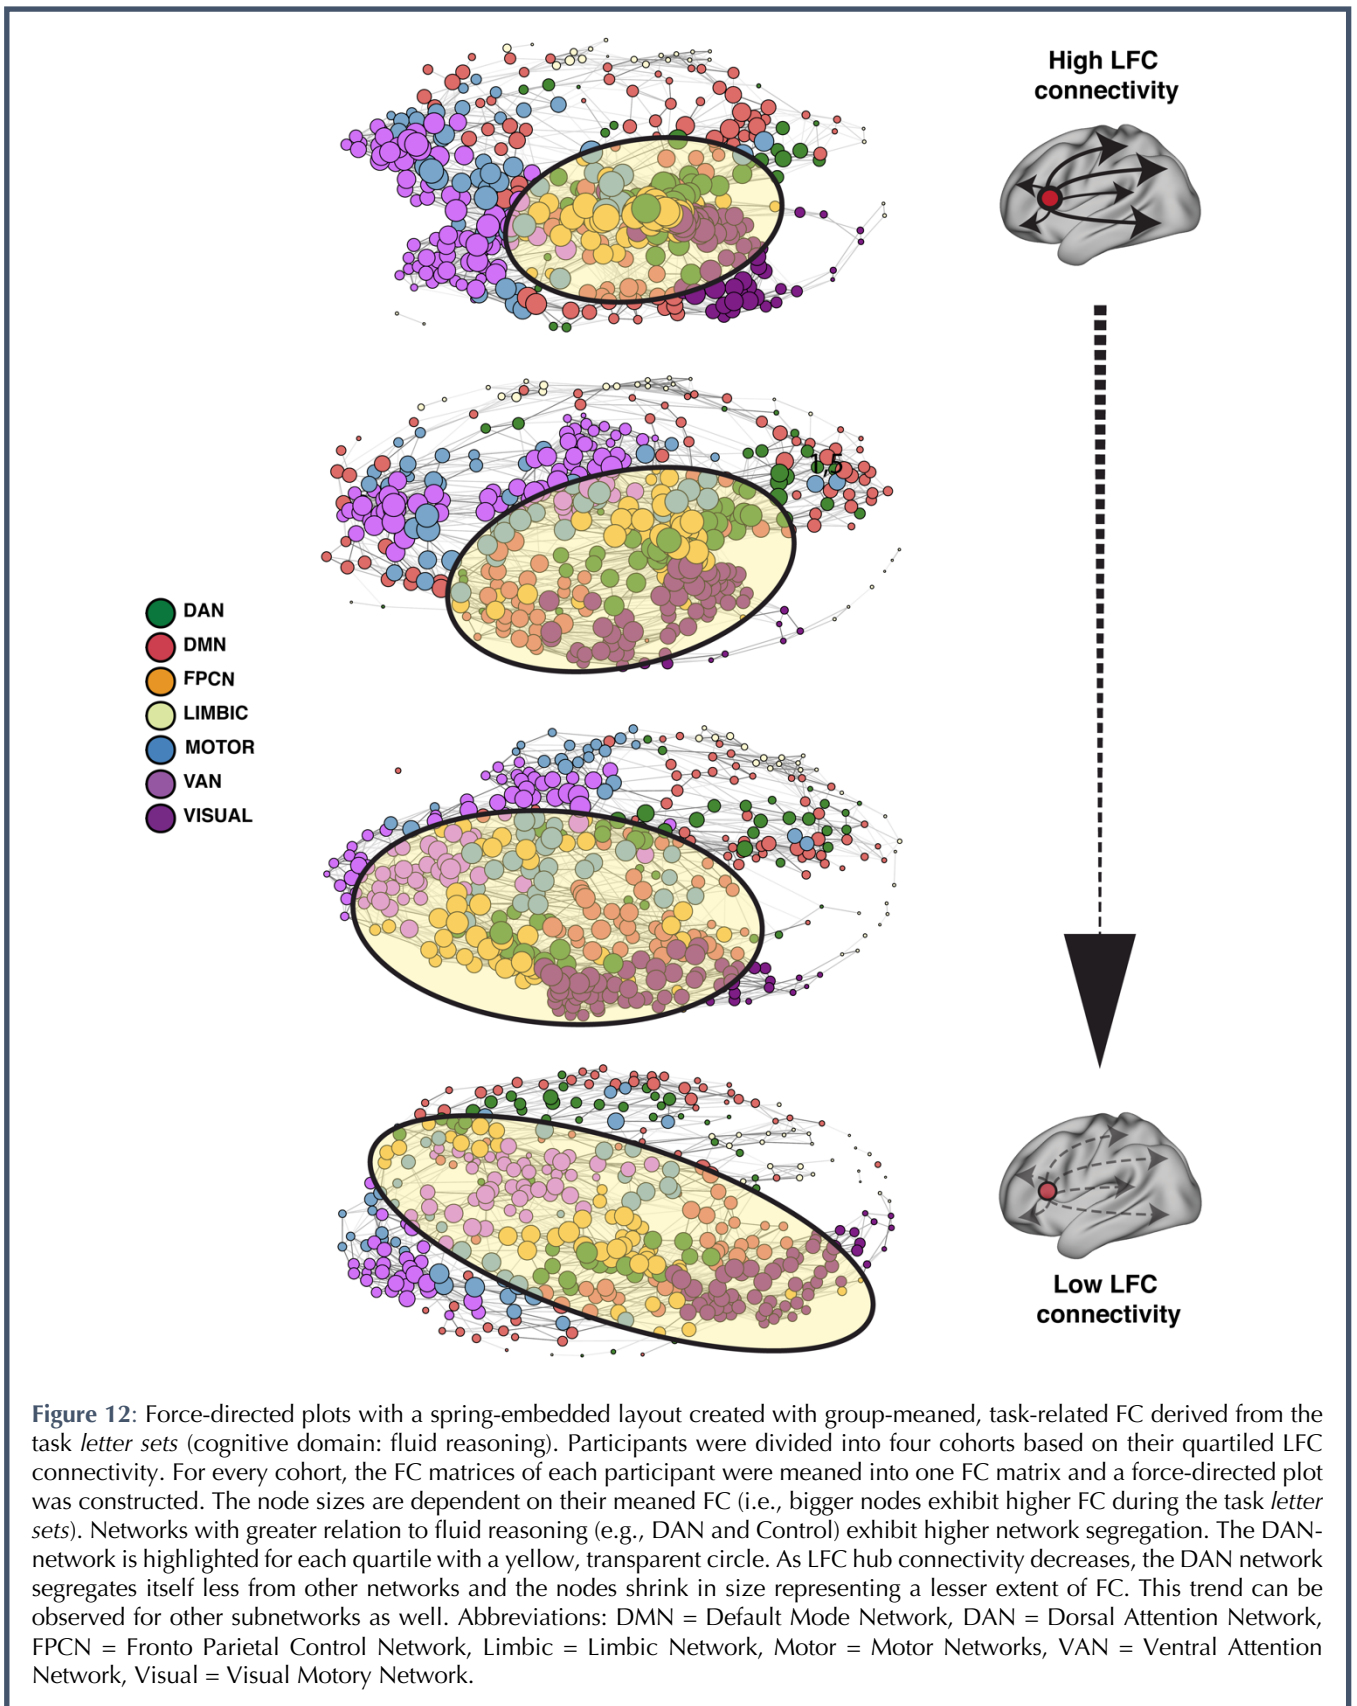 High LFC
connectivity
1,5
DAN
DMN
FPCN
LIMBIC
MOTOR
VAN
VISUAL
Low LFC
connectivity
Figure 12: Force-directed plots with a spring-embedded layout created with group-meaned, task-related FC derived from the
task letter sets (cognitive domain: fluid reasoning). Participants were divided into four cohorts based on their quartiled LFC
connectivity. For every cohort, the FC matrices of each participant were meaned into one FC matrix and a force-directed plot
was constructed. The node sizes are dependent on their meaned FC (i.e., bigger nodes exhibit higher FC during the task letter
sets). Networks with greater relation to fluid reasoning (e.g., DAN and Control) exhibit higher network segregation. The DAN-
network is highlighted for each quartile with a yellow, transparent circle. As LFC hub connectivity decreases, the DAN network
segregates itself less from other networks and the nodes shrink in size representing a lesser extent of FC. This trend can be
observed for other subnetworks as well. Abbreviations: DMN = Default Mode Network, DAN = Dorsal Attention Network,
FPCN = Fronto Parietal Control Network, Limbic = Limbic Network, Motor = Motor Networks, VAN = Ventral Attention
Network, Visual = Visual Motory Network.